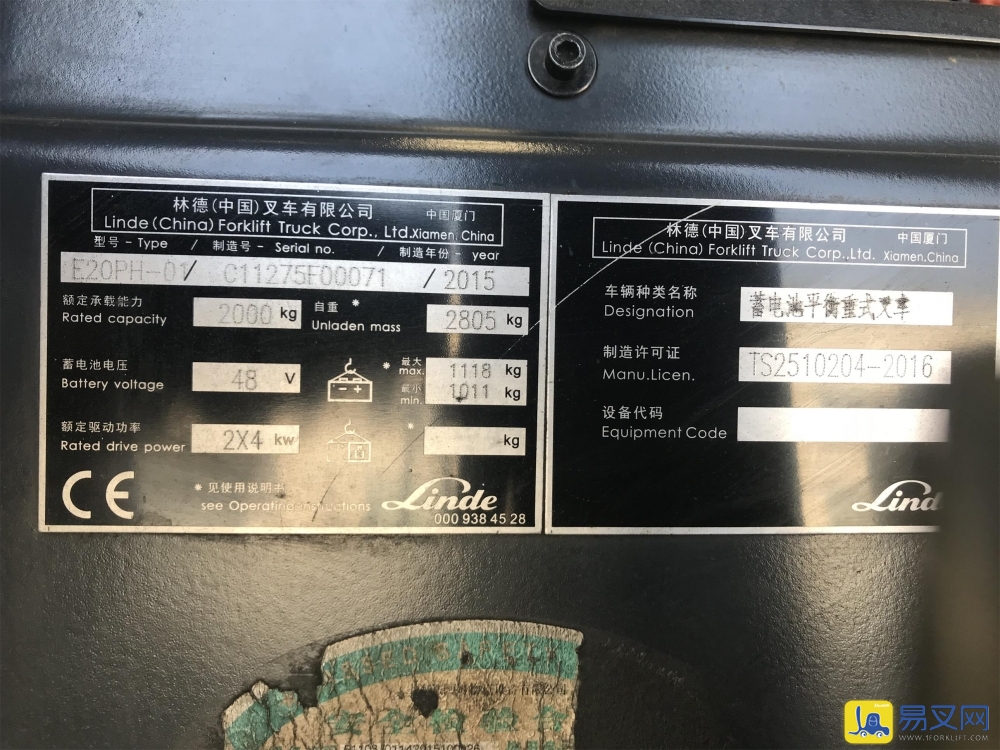 林德(中国)叉车有限公司 中国厦门
Linde (China) Forklift Truck Corp., Ltd. Xiamen, China
型号 - Type / 制造号 - Serial no. / 制造年份 - year
E20PH-01/ C11275F00071 / 2015
额定承载能力 2000 kg 自重 * 2805 kg
Rated capacity Unladen mass
蓄电池电压 48 V * 最大 max. 1118 kg
Battery voltage 最小 min. 1011 kg
额定驱动功率 2X4 kw * kg
Rated drive power
CE
* 见使用说明书
see Operating instructions
Linde
000 938 45 28
林德(中国)叉车有限公司 中国厦门
Linde (China) Forklift Truck Corp.,Ltd. Xiamen,China
车辆种类名称 蓄电池平衡重式叉车
Designation
制造许可证 TS2510204-2016
Manu.Licen.
设备代码
Equipment Code
Lind
易叉网
WWW.1FORKLIFT.COM